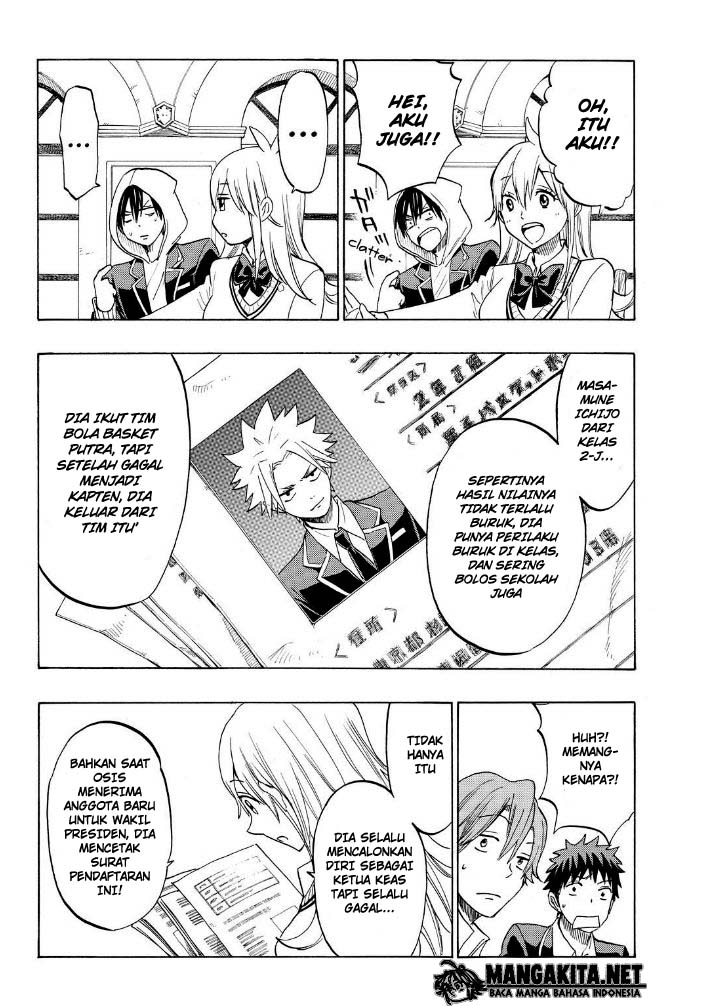 OH,
ITU
AKU!!
HEI,
AKU
JUGA!!
ガタッ
clatter
...
...
MASA-
MUNE
ICHIJO
DARI
KELAS
2-J...
SEPERTINYA
HASIL NILAINYA
TIDAK TERLALU
BURUK, DIA
PUNYA PERILAKU
BURUK DI KELAS,
DAN SERING
BOLOS SEKOLAH
JUGA
DIA IKUT TIM
BOLA BASKET
PUTRA, TAPI
SETELAH GAGAL
MENJADI
KAPTEN, DIA
KELUAR DARI
TIM ITU'
HUH?!
MEMANG-
NYA
KENAPA?!
TIDAK
HANYA
ITU
DIA SELALU
MENCALONKAN
DIRI SEBAGAI
KETUA KEAS
TAPI SELALU
GAGAL...
BAHKAN SAAT
OSIS
MENERIMA
ANGGOTA BARU
UNTUK WAKIL
PRESIDEN, DIA
MENCETAK
SURAT
PENDAFTARAN
INI!
MANGAKITA.NET
BACA MANGA BAHASA INDONESIA